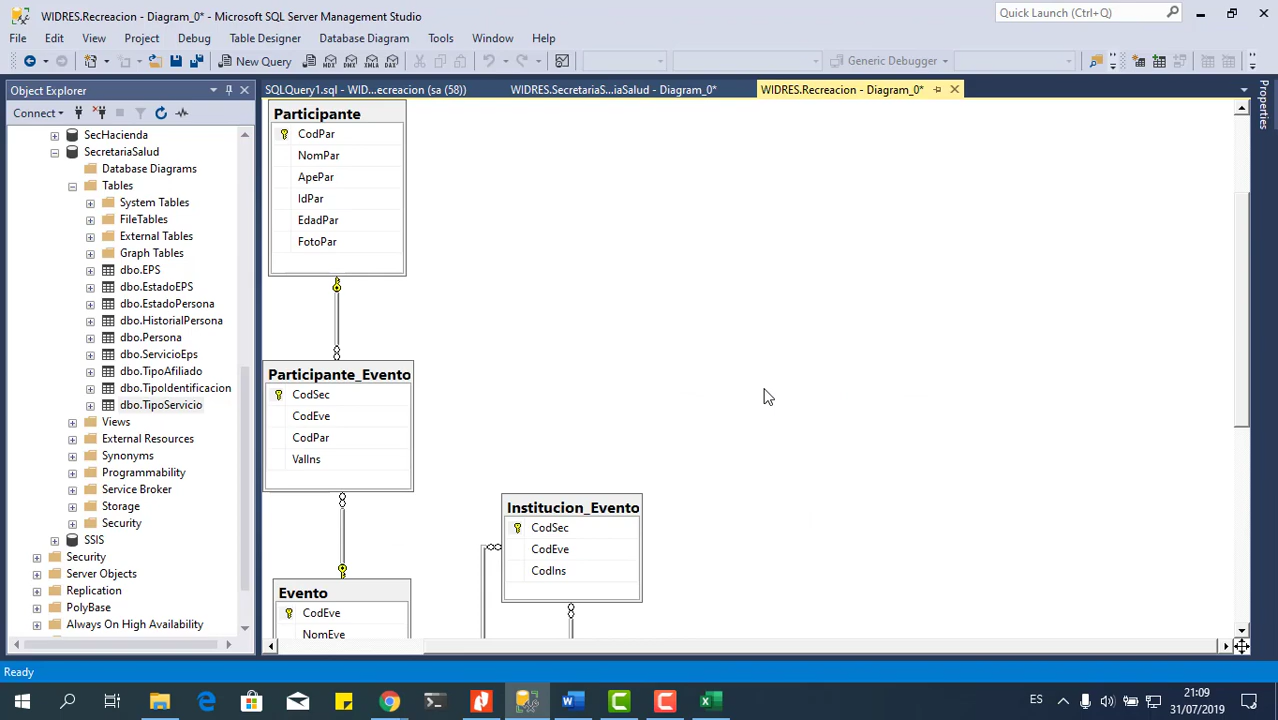 WIDRES.Recreacion - Diagram_0* - Microsoft SQL Server Management Studio
Quick Launch (Ctrl+Q)
File Edit View Project Debug Table Designer Database Diagram Tools Window Help
New Query
MDX DMX XMLA DAX
Generic Debugger
Object Explorer
SQLQuery1.sql - WID...ecreacion (sa (58))
WIDRES.SecretariaS...iaSalud - Diagram_0*
WIDRES.Recreacion - Diagram_0*
Properties
Connect
SecHacienda
SecretariaSalud
Database Diagrams
Tables
System Tables
FileTables
External Tables
Graph Tables
dbo.EPS
dbo.EstadoEPS
dbo.EstadoPersona
dbo.HistorialPersona
dbo.Persona
dbo.ServicioEps
dbo.TipoAfiliado
dbo.TipoIdentificacion
dbo.TipoServicio
Views
External Resources
Synonyms
Programmability
Service Broker
Storage
Security
SSIS
Security
Server Objects
Replication
PolyBase
Always On High Availability
Participante
CodPar
NomPar
ApePar
IdPar
EdadPar
FotoPar
Participante_Evento
CodSec
CodEve
CodPar
ValIns
Institucion_Evento
CodSec
CodEve
CodIns
Evento
CodEve
NomEve
Ready
ES
21:09
31/07/2019